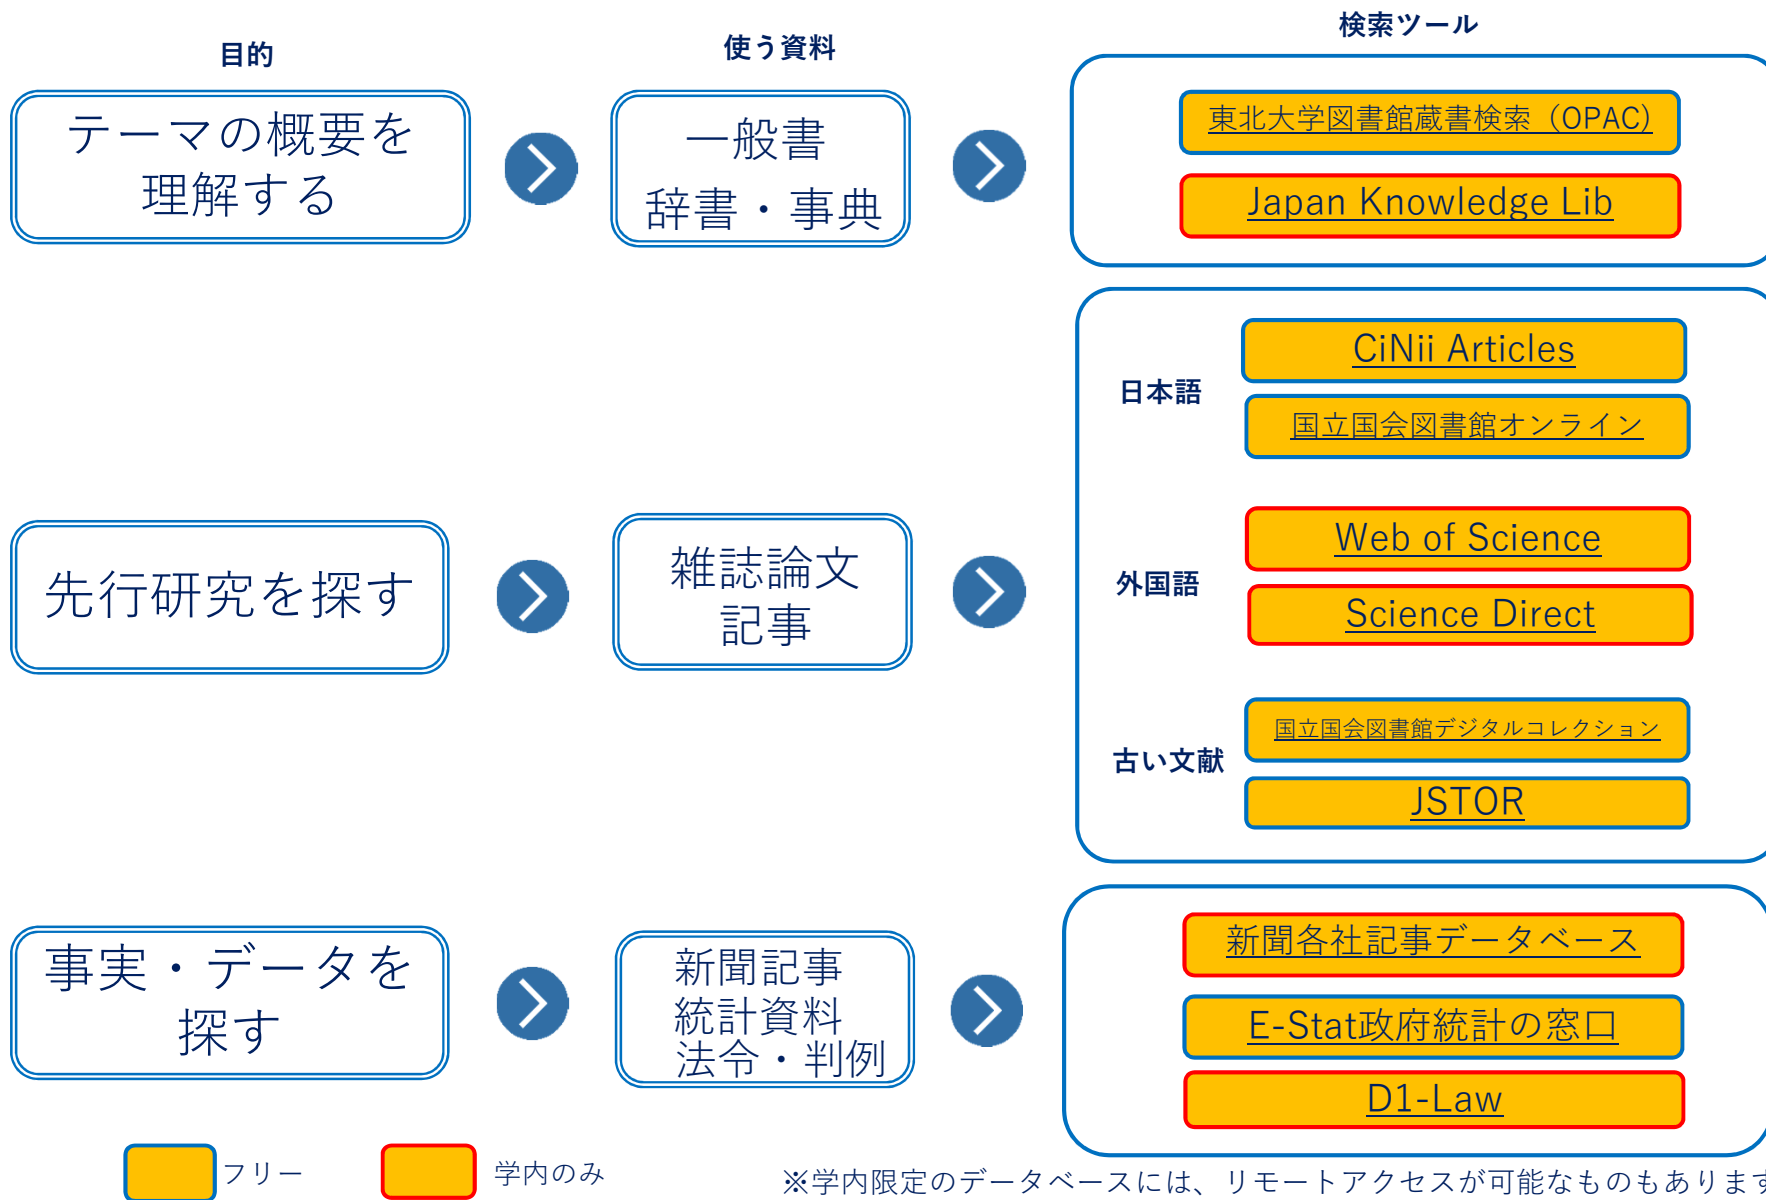 目的
使う資料
検索ツール
テーマの概要を
理解する
一般書
辞書・事典
東北大学図書館蔵書検索（OPAC）
Japan Knowledge Lib
先行研究を探す
雑誌論文
記事
日本語
CiNii Articles
国立国会図書館オンライン
外国語
Web of Science
Science Direct
古い文献
国立国会図書館デジタルコレクション
JSTOR
事実・データを
探す
新聞記事
統計資料
法令・判例
新聞各社記事データベース
E-Stat政府統計の窓口
D1-Law
フリー
学内のみ
※学内限定のデータベースには、リモートアクセスが可能なものもあります